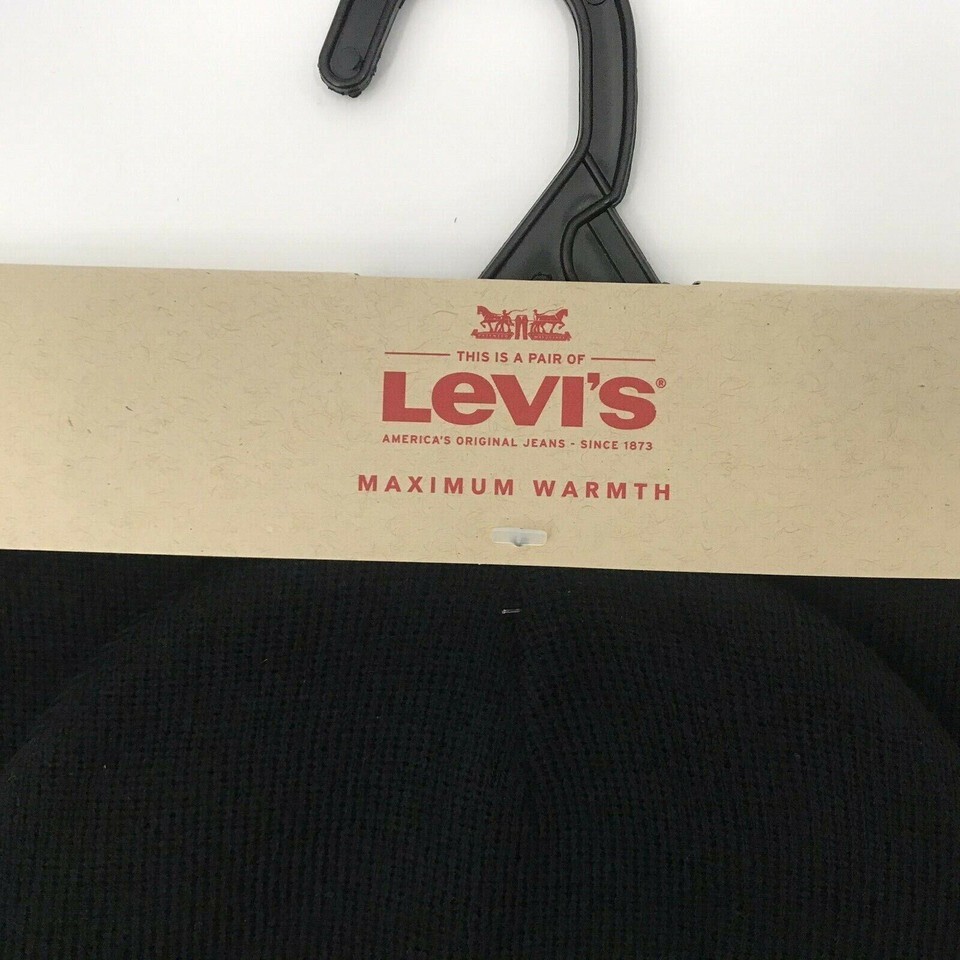 THIS IS A PAIR OF
LEVI'S®
AMERICA'S ORIGINAL JEANS - SINCE 1873
MAXIMUM WARMTH